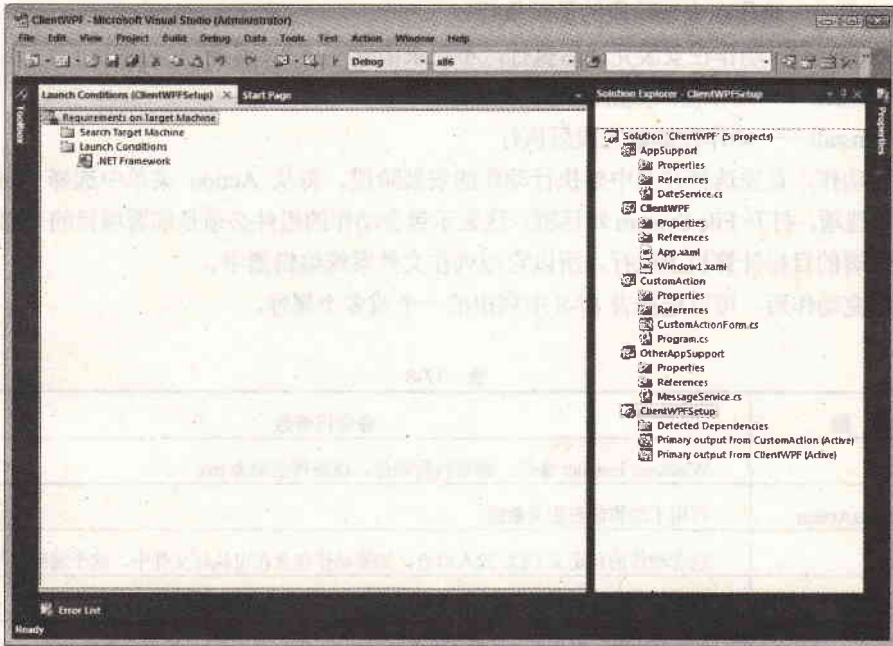 ClientWPF - Microsoft Visual Studio (Administrator)
File Edit View Project Build Debug Data Tools Test Action Window Help
Debug x86
Toolbox
Launch Conditions (ClientWPFSetup) Start Page
Requirements on Target Machine
Search Target Machine
Launch Conditions
.NET Framework
Solution Explorer - ClientWPFSetup
Solution 'ClientWPF' (5 projects)
AppSupport
Properties
References
DateService.cs
ClientWPF
Properties
References
App.xaml
Window1.xaml
CustomAction
Properties
References
CustomActionForm.cs
Program.cs
OtherAppSupport
Properties
References
MessageService.cs
ClientWPFSetup
Detected Dependencies
Primary output from CustomAction (Active)
Primary output from ClientWPF (Active)
Properties
Error List
Ready